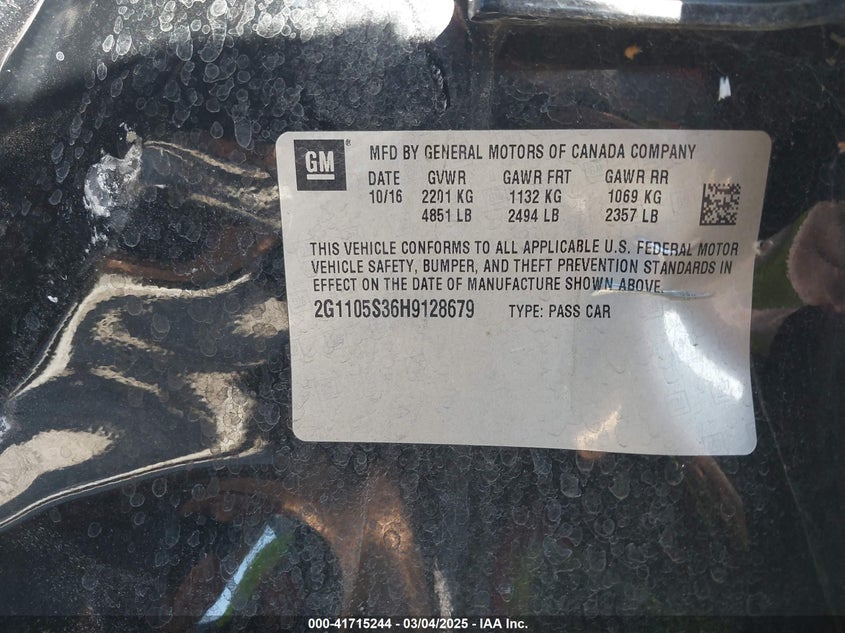 GM ®
MFD BY GENERAL MOTORS OF CANADA COMPANY
DATE GVWR GAWR FRT GAWR RR
10/16 2201 KG 1132 KG 1069 KG
4851 LB 2494 LB 2357 LB
THIS VEHICLE CONFORMS TO ALL APPLICABLE U.S. FEDERAL MOTOR
VEHICLE SAFETY, BUMPER, AND THEFT PREVENTION STANDARDS IN
EFFECT ON THE DATE OF MANUFACTURE SHOWN ABOVE.
2G1105S36H9128679 TYPE: PASS CAR
000-41715244 - 03/04/2025 - IAA Inc.